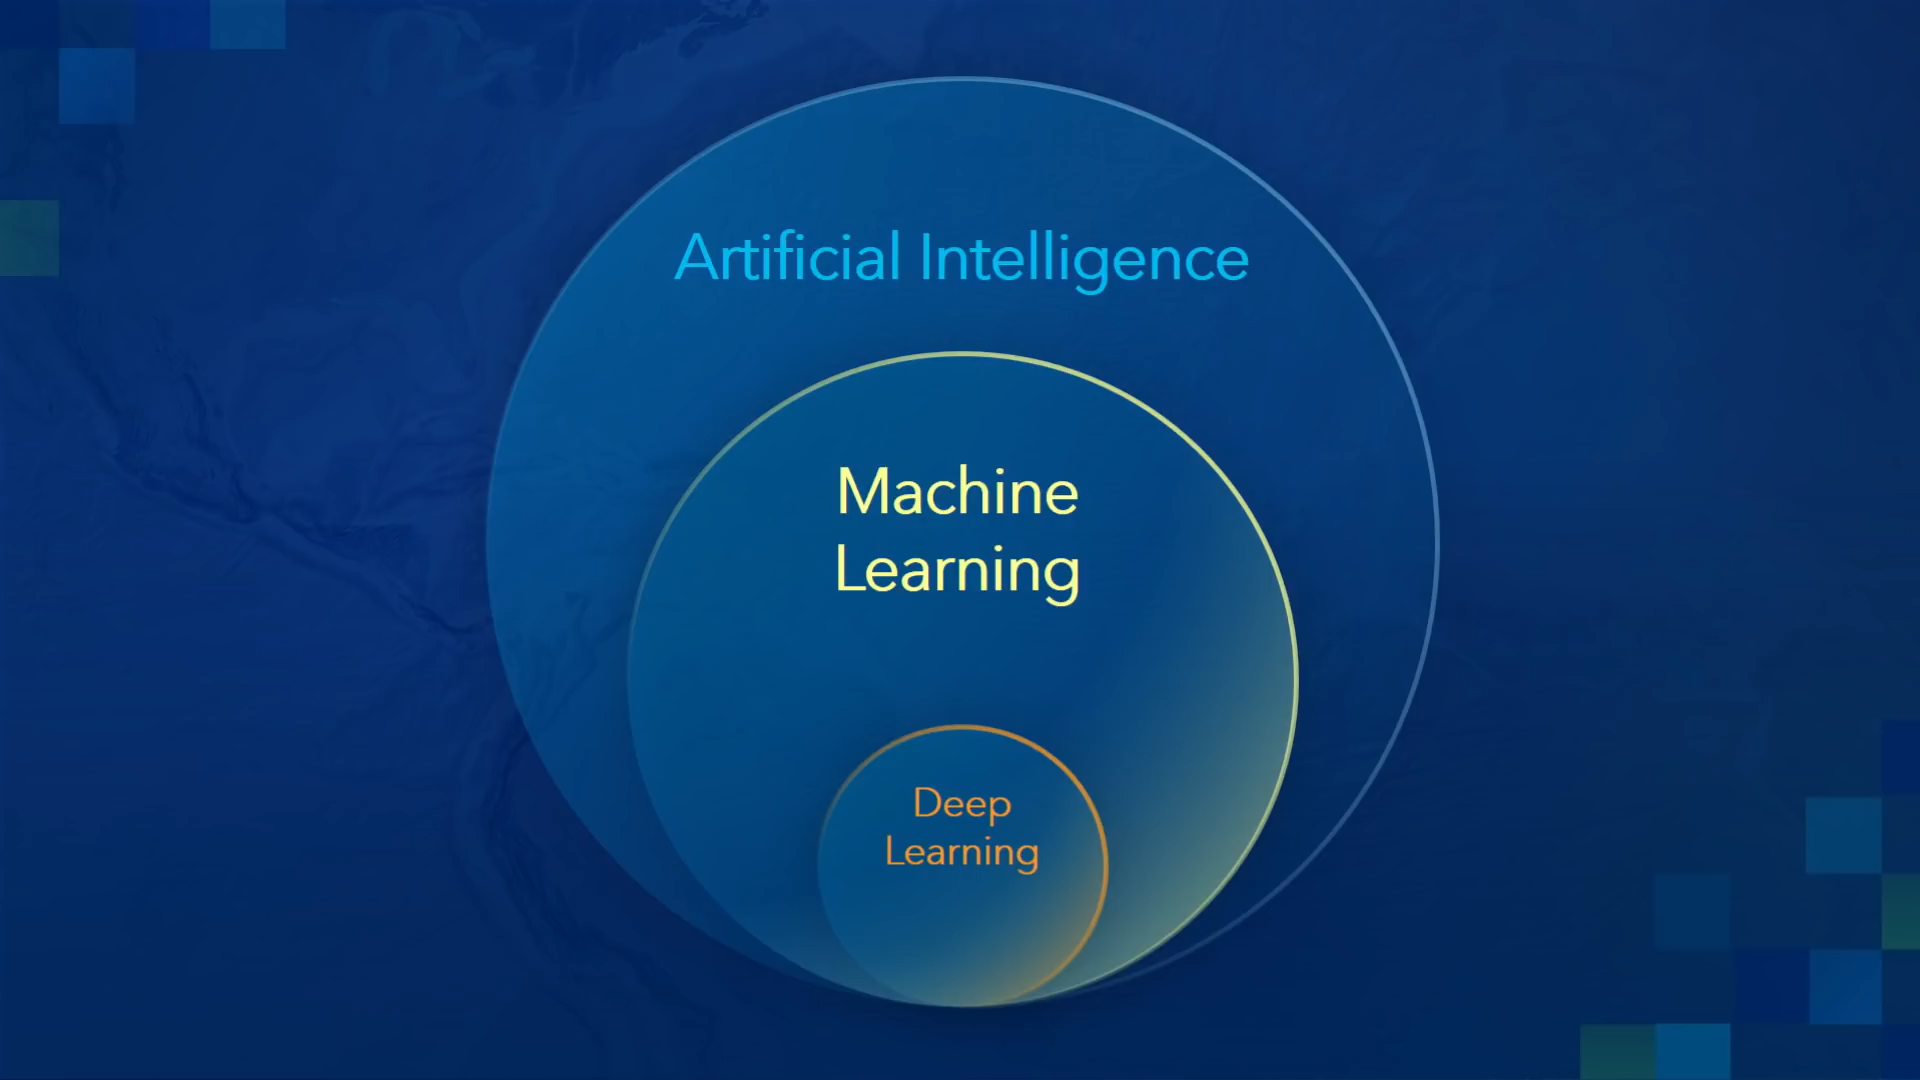 Artificial Intelligence
Machine
Learning
Deep
Learning